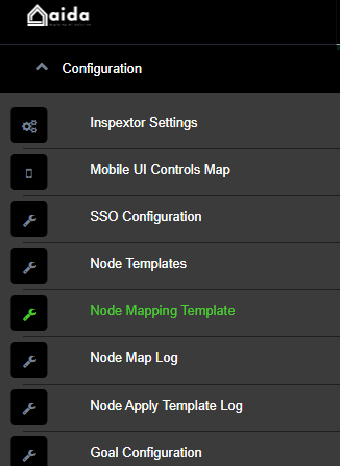 aida
Configuration
Inspextor Settings
Mobile UI Controls Map
SSO Configuration
Node Templates
Node Mapping Template
Node Map Log
Node Apply Template Log
Goal Configuration